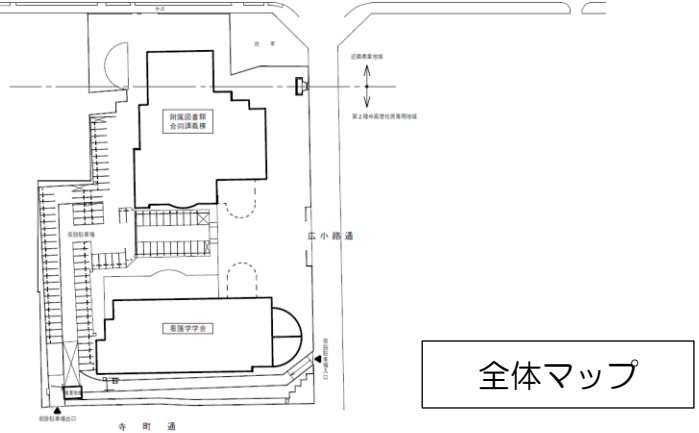 歩道
近隣商業地域
第2種中高層住居専用地域
附属図書館
合同講義棟
仮設駐車場
広小路通
看護学学会
仮設駐車場入口
仮設駐車場出口
寺町通
全体マップ